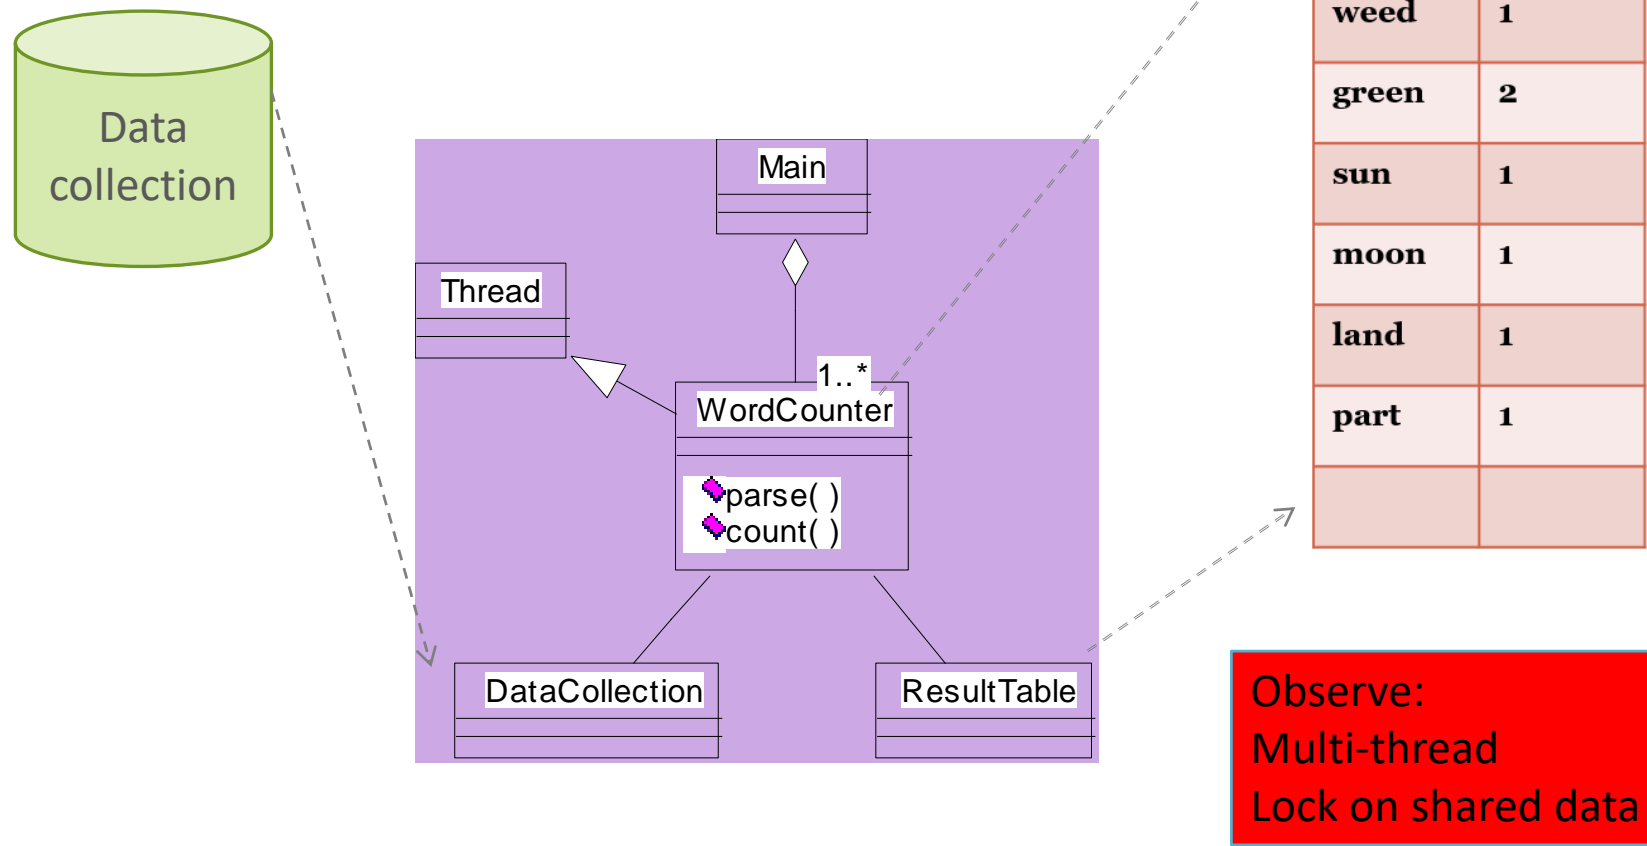 Data
collection
Main
Thread
1..*
WordCounter
parse( )
count( )
DataCollection
ResultTable
weed 1
green 2
sun 1
moon 1
land 1
part 1
Observe:
Multi-thread
Lock on shared data